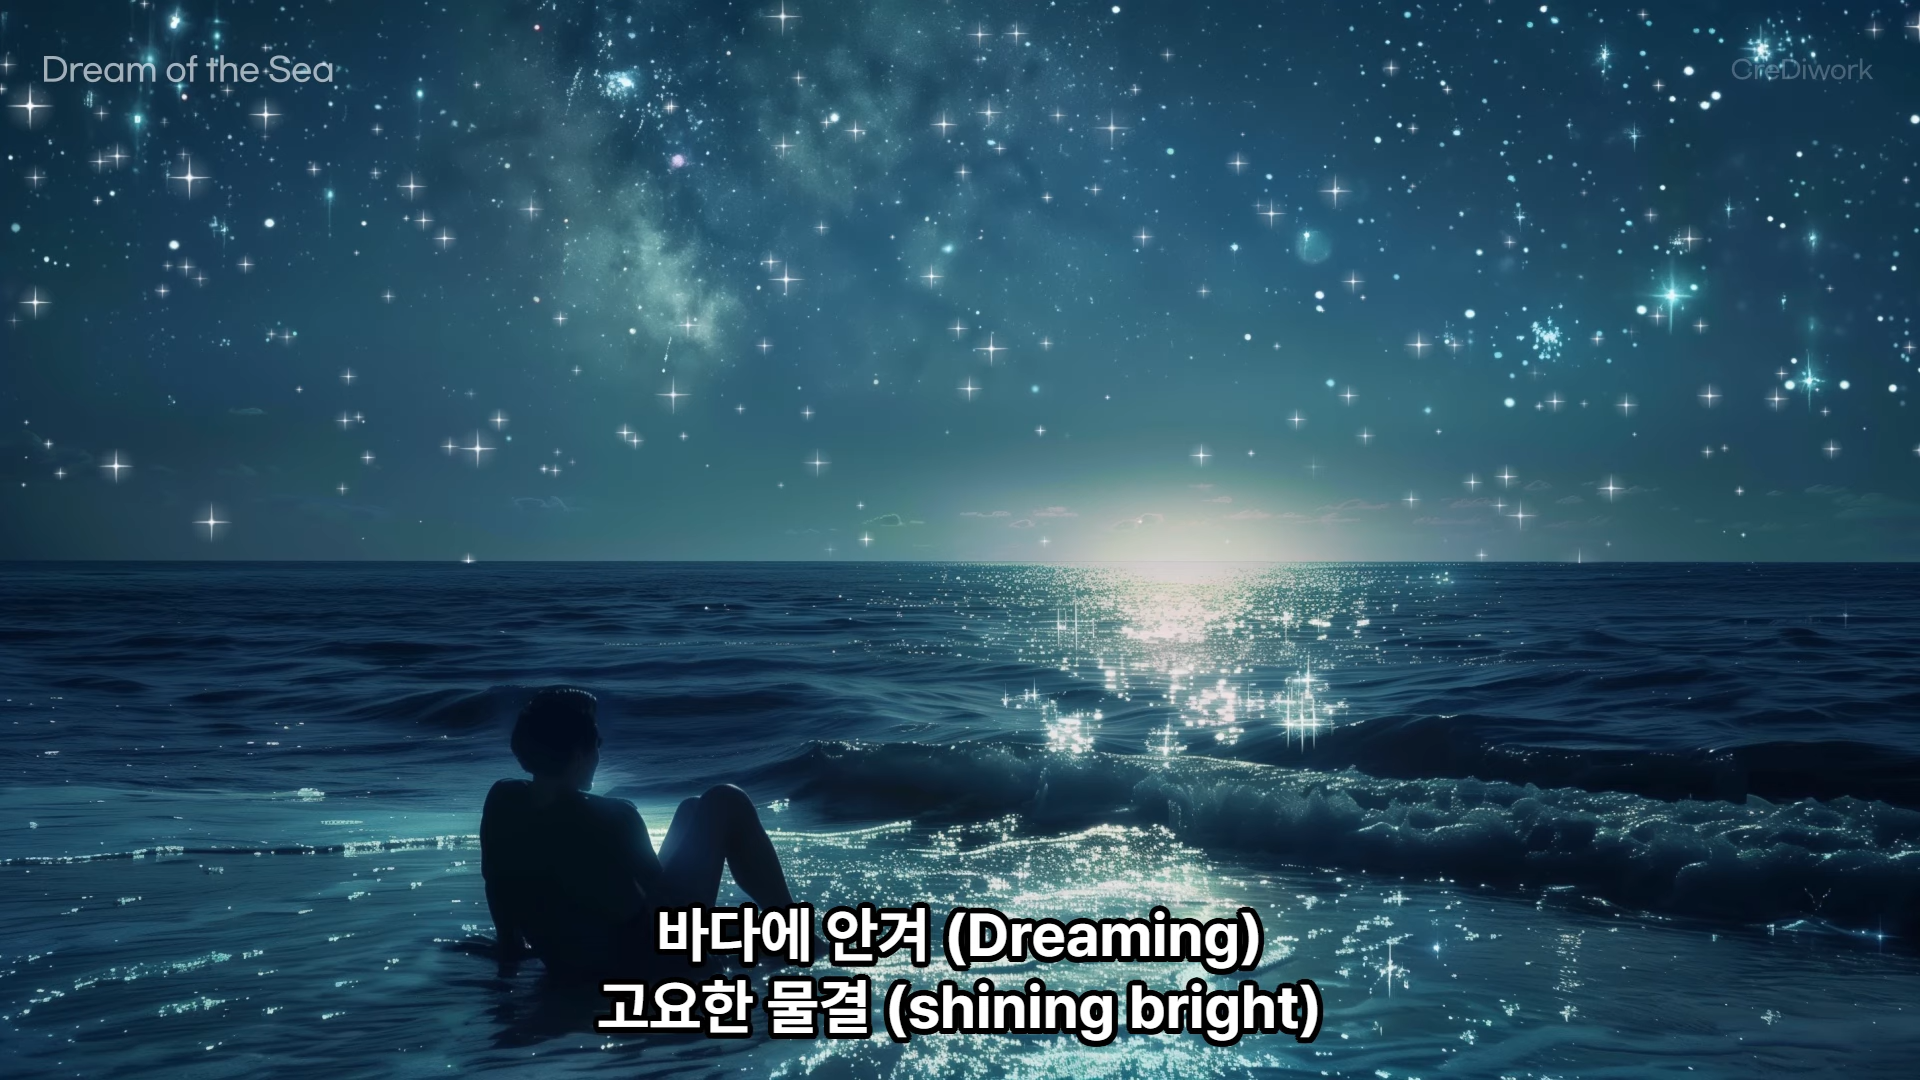 Dream of the Sea
CreDiwork
바다에 안겨 (Dreaming)
고요한 물결 (shining bright)